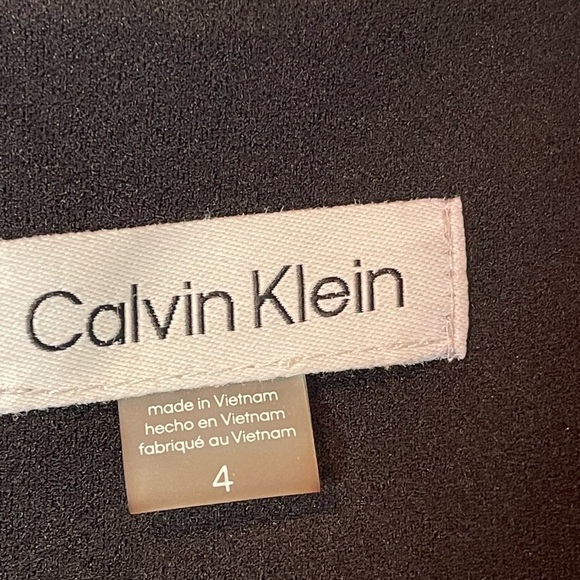 Calvin Klein
made in Vietnam
hecho en Vietnam
fabriqué au Vietnam
4